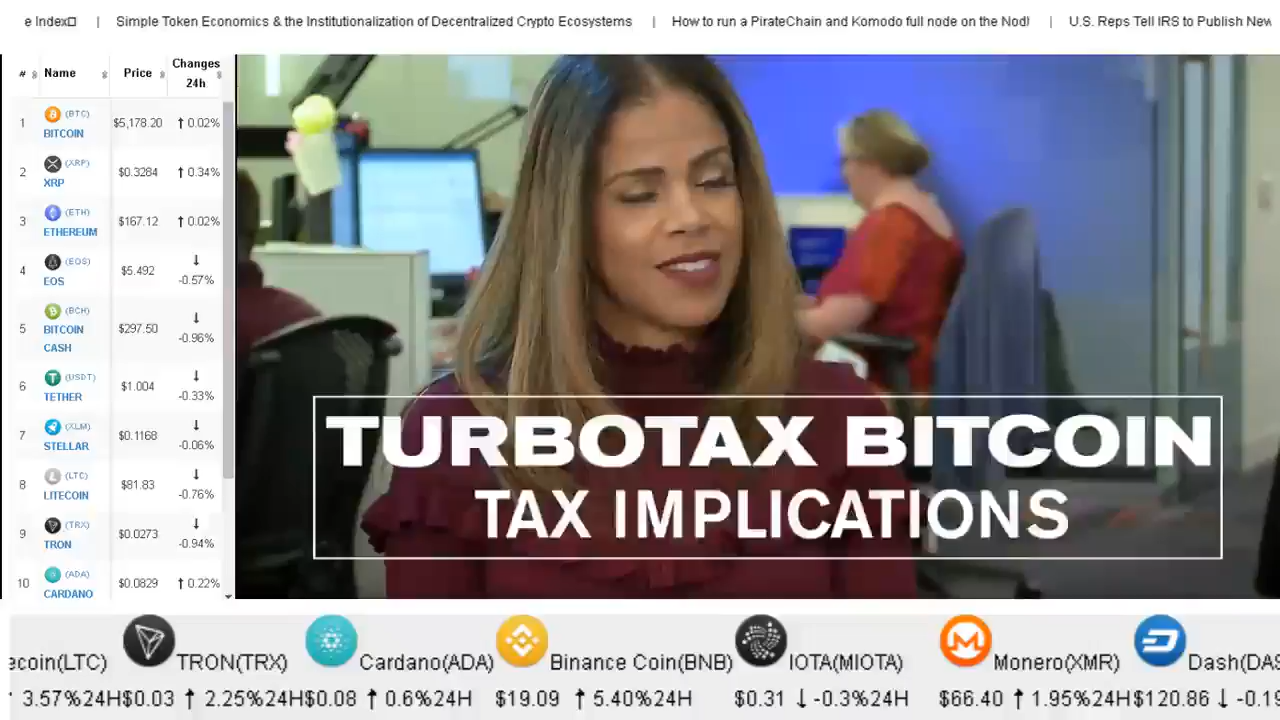 e Index | Simple Token Economics & the Institutionalization of Decentralized Crypto Ecosystems | How to run a PirateChain and Komodo full node on the Nod! | U.S. Reps Tell IRS to Publish New
# Name Price Changes 24h
1 (BTC) BITCOIN $5,178.20 ↑ 0.02%
2 (XRP) XRP $0.3284 ↑ 0.34%
3 (ETH) ETHEREUM $167.12 ↑ 0.02%
4 (EOS) EOS $5.492 ↓ -0.57%
5 (BCH) BITCOIN CASH $297.50 ↓ -0.96%
6 (USDT) TETHER $1.004 ↓ -0.33%
7 (XLM) STELLAR $0.1168 ↓ -0.06%
8 (LTC) LITECOIN $81.83 ↓ -0.76%
9 (TRX) TRON $0.0273 ↓ -0.94%
10 (ADA) CARDANO $0.0829 ↑ 0.22%
TURBOTAX BITCOIN
TAX IMPLICATIONS
ecoin(LTC) TRON(TRX) Cardano(ADA) Binance Coin(BNB) IOTA(MIOTA) Monero(XMR) Dash(DAS
↑ 3.57%24H $0.03 ↑ 2.25%24H $0.08 ↑ 0.6%24H $19.09 ↑ 5.40%24H $0.31 ↓ -0.3%24H $66.40 ↑ 1.95%24H $120.86 ↓ -0.19